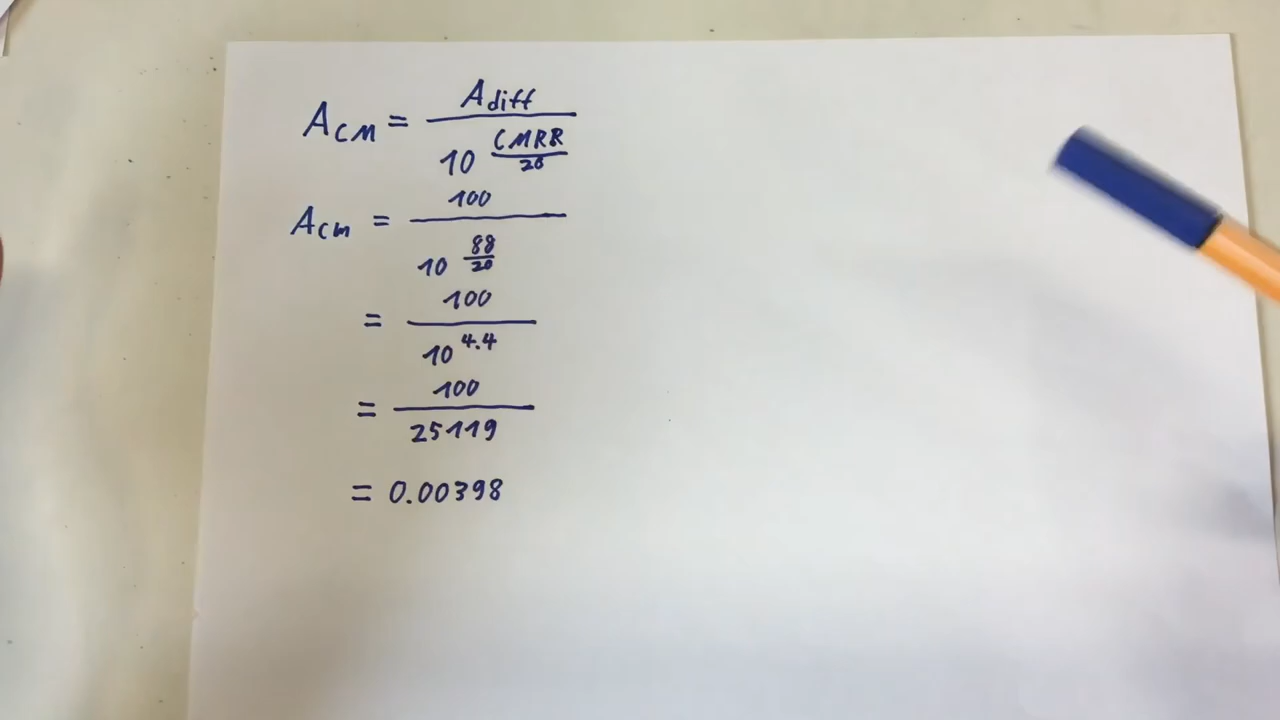 A_CM = A_diff / 10^(CMRR/20)
A_CM = 100 / 10^(88/20)
= 100 / 10^4.4
= 100 / 25119
= 0.00398